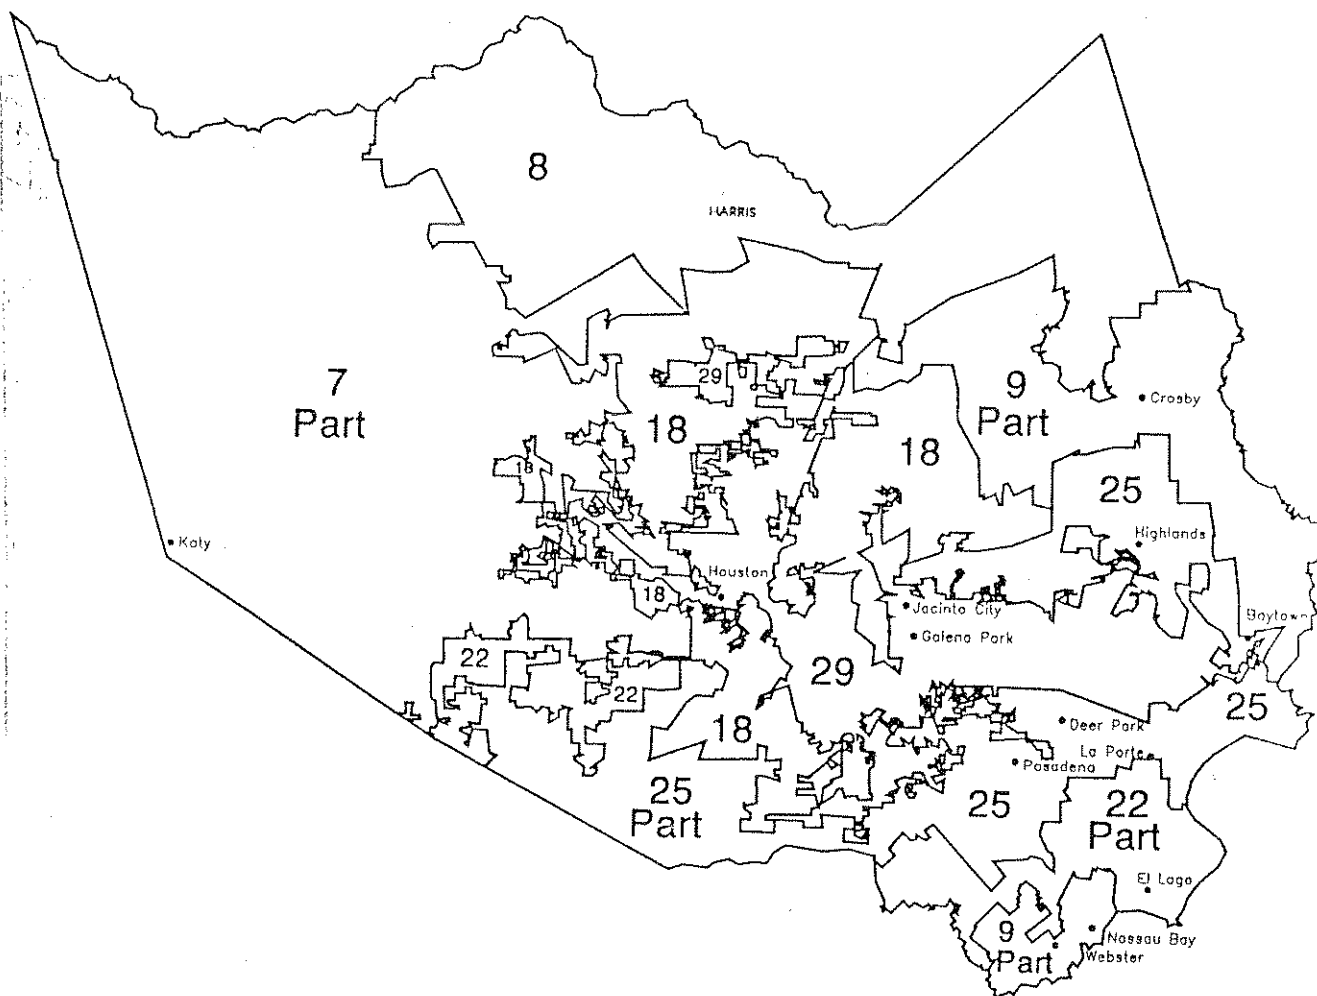 8
HARRIS
7
Part
29
9
Part
Crosby
18
18
18
25
Katy
Highlands
Houston
18
Jacinto City
Baytown
Galena Park
22
29
22
25
18
Deer Park
La Porte
Pasadena
25
Part
25
22
Part
El Lago
9
Part
Nassau Bay
Webster